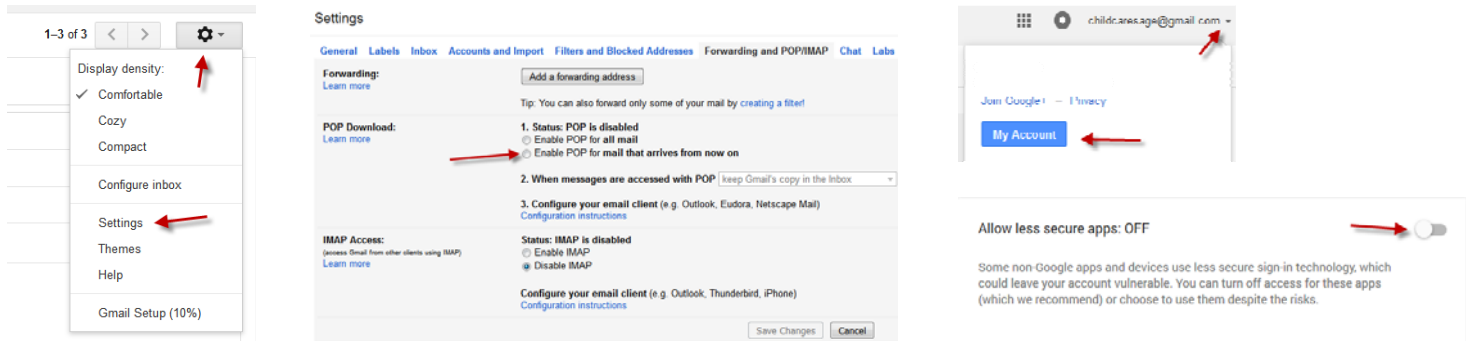 1–3 of 3
Display density:
Comfortable
Cozy
Compact
Configure inbox
Settings
Themes
Help
Gmail Setup (10%)
Settings
General Labels Inbox Accounts and Import Filters and Blocked Addresses Forwarding and POP/IMAP Chat Labs
Forwarding:
Learn more
Add a forwarding address
Tip: You can also forward only some of your mail by creating a filter!
POP Download:
Learn more
1. Status: POP is disabled
Enable POP for all mail
Enable POP for mail that arrives from now on
2. When messages are accessed with POP keep Gmail's copy in the Inbox
3. Configure your email client (e.g. Outlook, Eudora, Netscape Mail)
Configuration instructions
IMAP Access:
(access Gmail from other clients using IMAP)
Learn more
Status: IMAP is disabled
Enable IMAP
Disable IMAP
Configure your email client (e.g. Outlook, Thunderbird, iPhone)
Configuration instructions
Save Changes Cancel
childcaresage@gmail.com
Join Google+ – Privacy
My Account
Allow less secure apps: OFF
Some non-Google apps and devices use less secure sign-in technology, which
could leave your account vulnerable. You can turn off access for these apps
(which we recommend) or choose to use them despite the risks.